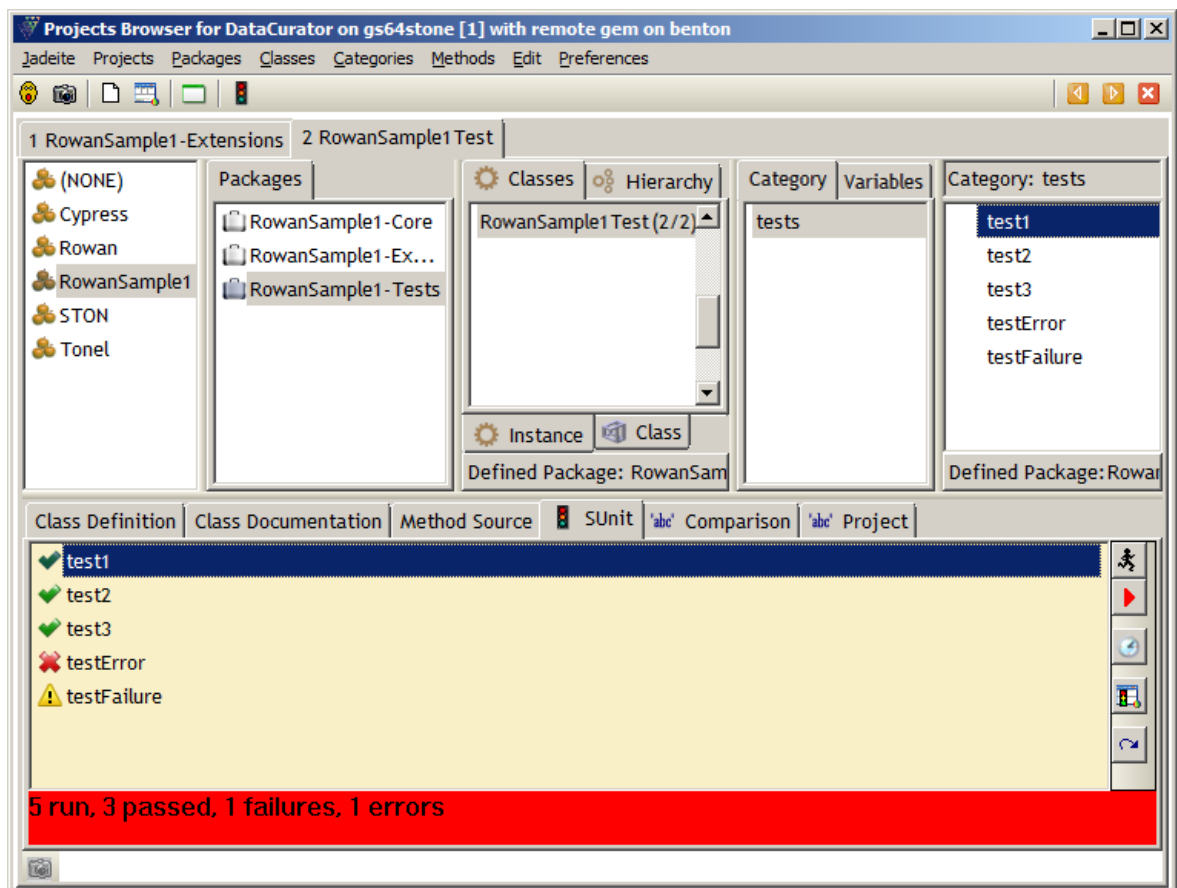 Projects Browser for DataCurator on gs64stone [1] with remote gem on benton
Jadeite Projects Packages Classes Categories Methods Edit Preferences
1 RowanSample1-Extensions 2 RowanSample1Test
(NONE)
Cypress
Rowan
RowanSample1
STON
Tonel
Packages
RowanSample1-Core
RowanSample1-Ex...
RowanSample1-Tests
Classes Hierarchy
RowanSample1Test (2/2)
Instance Class
Defined Package: RowanSam
Category Variables
tests
Category: tests
test1
test2
test3
testError
testFailure
Defined Package: Rowan
Class Definition Class Documentation Method Source SUnit 'abc' Comparison 'abc' Project
test1
test2
test3
testError
testFailure
5 run, 3 passed, 1 failures, 1 errors